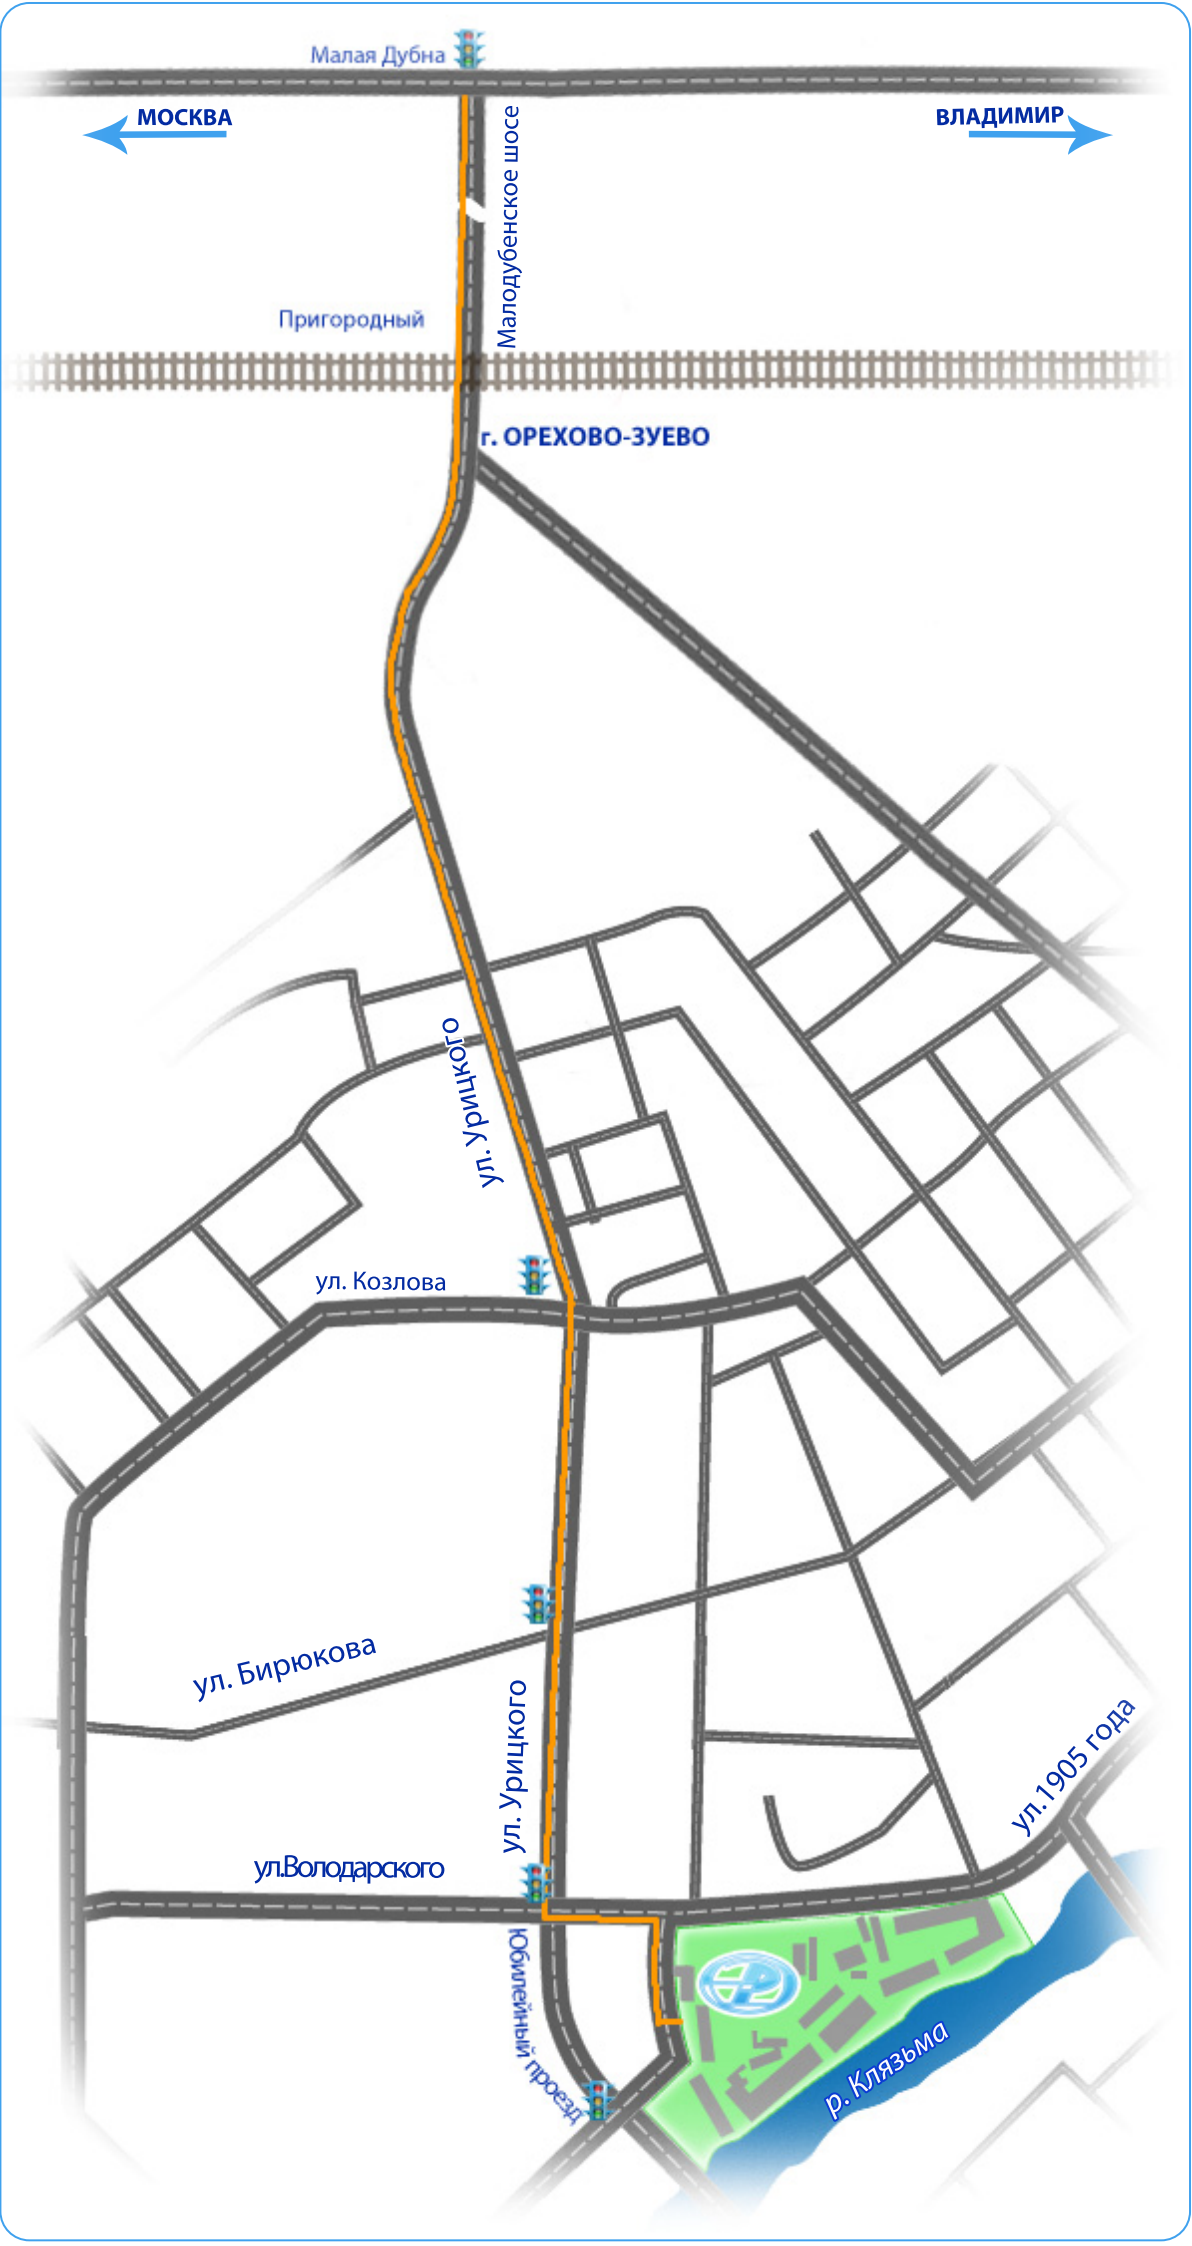 Малая Дубна
МОСКВА
ВЛАДИМИР
Малодубенское шосе
Пригородный
г. ОРЕХОВО-ЗУЕВО
ул. Урицкого
ул. Козлова
ул. Бирюкова
ул. Урицкого
ул.1905 года
ул.Володарского
Юбилейный проезд
р. Клязьма